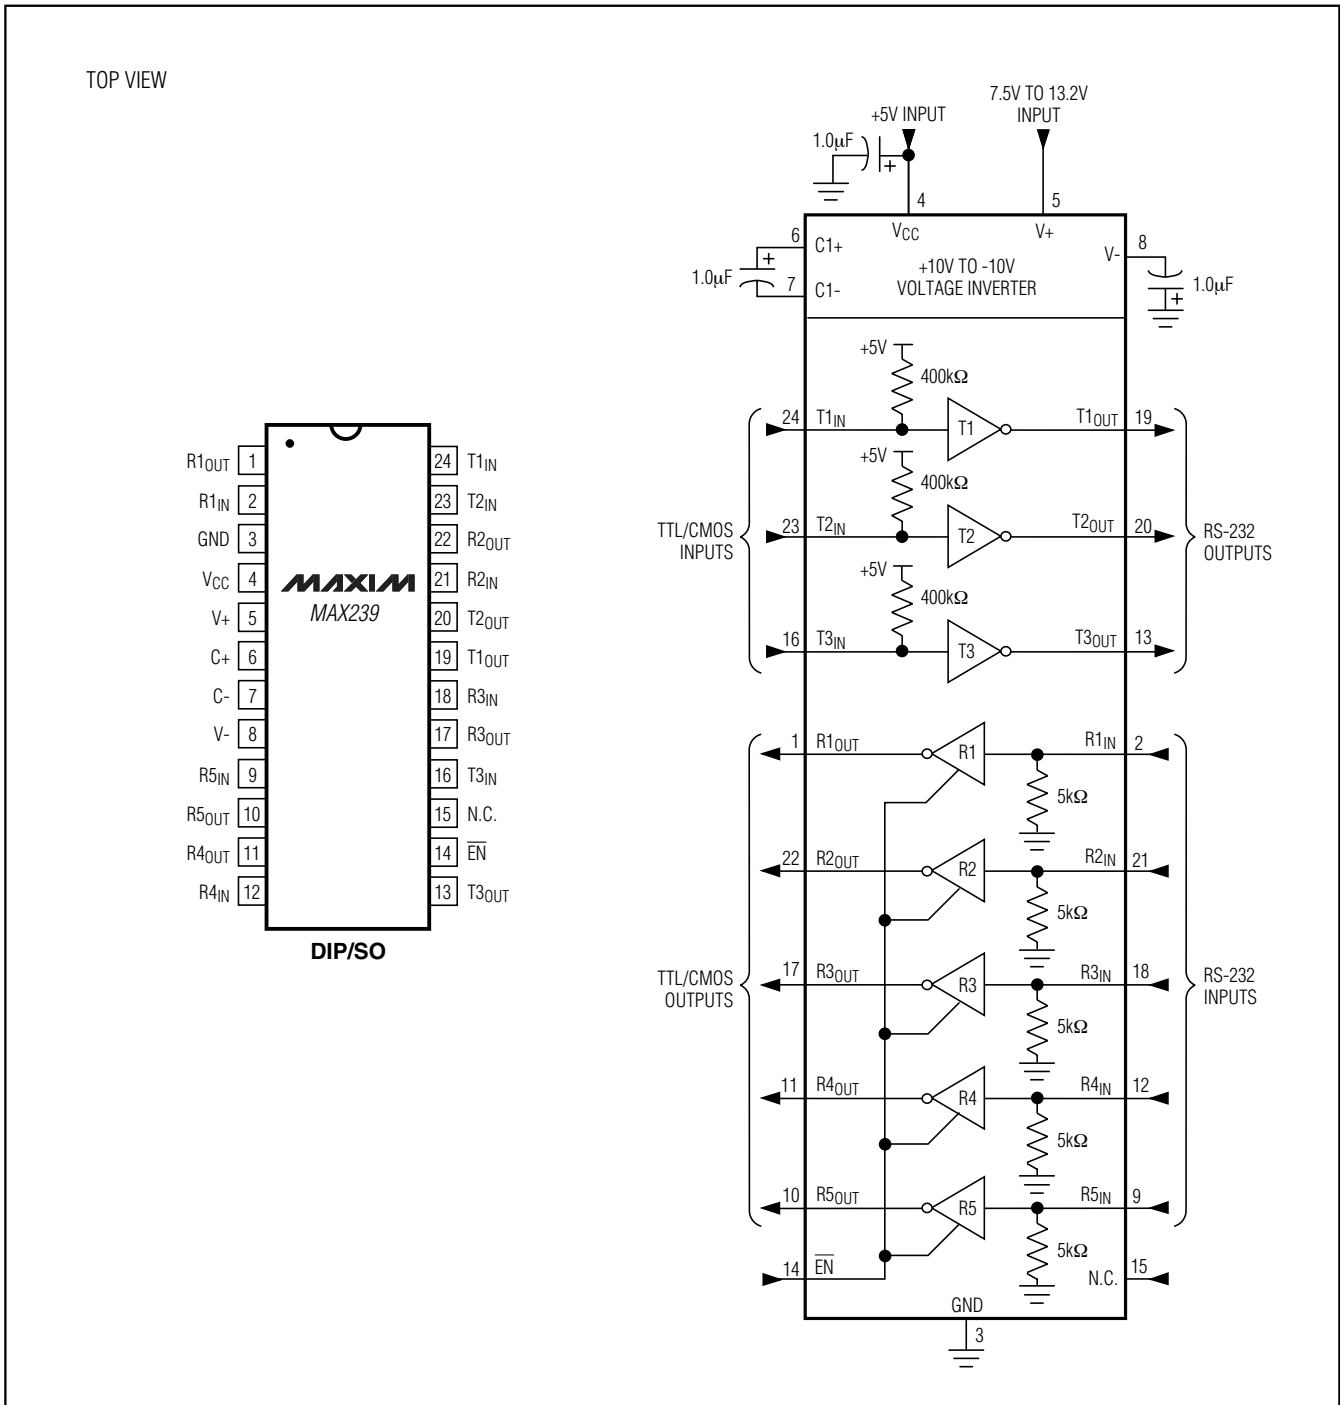 TOP VIEW
R1OUT 1
R1IN 2
GND 3
VCC 4
V+ 5
C+ 6
C- 7
V- 8
R5IN 9
R5OUT 10
R4OUT 11
R4IN 12
MAXIM
MAX239
24 T1IN
23 T2IN
22 R2OUT
21 R2IN
20 T2OUT
19 T1OUT
18 R3IN
17 R3OUT
16 T3IN
15 N.C.
14 EN
13 T3OUT
DIP/SO
+5V INPUT
7.5V TO 13.2V
INPUT
1.0µF
+
4
5
VCC
V+
6
C1+
1.0µF
+
7
C1-
+10V TO -10V
VOLTAGE INVERTER
V-
8
1.0µF
+
+5V
400kΩ
24 T1IN
T1
T1OUT 19
+5V
400kΩ
23 T2IN
T2
T2OUT 20
+5V
400kΩ
16 T3IN
T3
T3OUT 13
TTL/CMOS
INPUTS
RS-232
OUTPUTS
1 R1OUT
R1
R1IN 2
5kΩ
22 R2OUT
R2
R2IN 21
5kΩ
17 R3OUT
R3
R3IN 18
5kΩ
TTL/CMOS
OUTPUTS
RS-232
INPUTS
11 R4OUT
R4
R4IN 12
5kΩ
10 R5OUT
R5
R5IN 9
5kΩ
14 EN
N.C. 15
GND
3